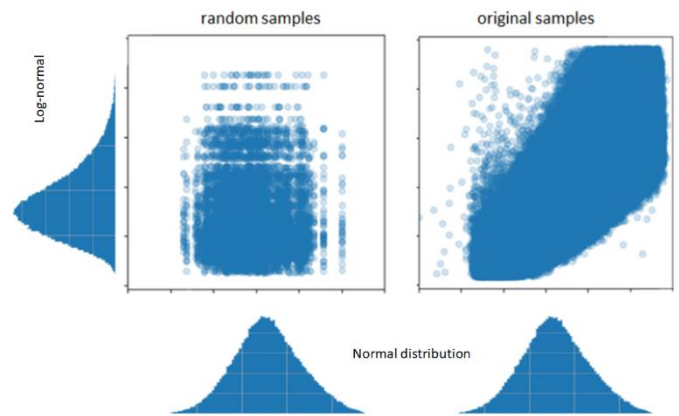 random samples
original samples
Log-normal
Normal distribution